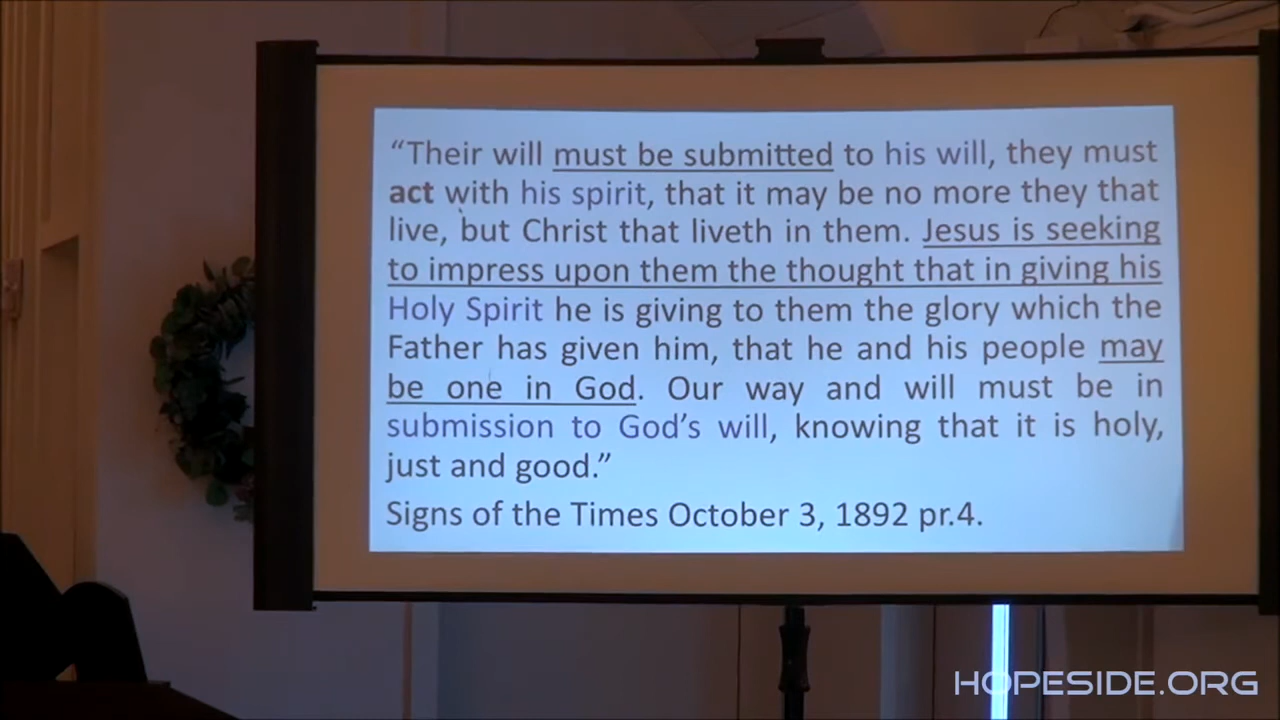 “Their will must be submitted to his will, they must
act with his spirit, that it may be no more they that
live, but Christ that liveth in them. Jesus is seeking
to impress upon them the thought that in giving his
Holy Spirit he is giving to them the glory which the
Father has given him, that he and his people may
be one in God. Our way and will must be in
submission to God’s will, knowing that it is holy,
just and good.”
Signs of the Times October 3, 1892 pr.4.
HOPESIDE.ORG